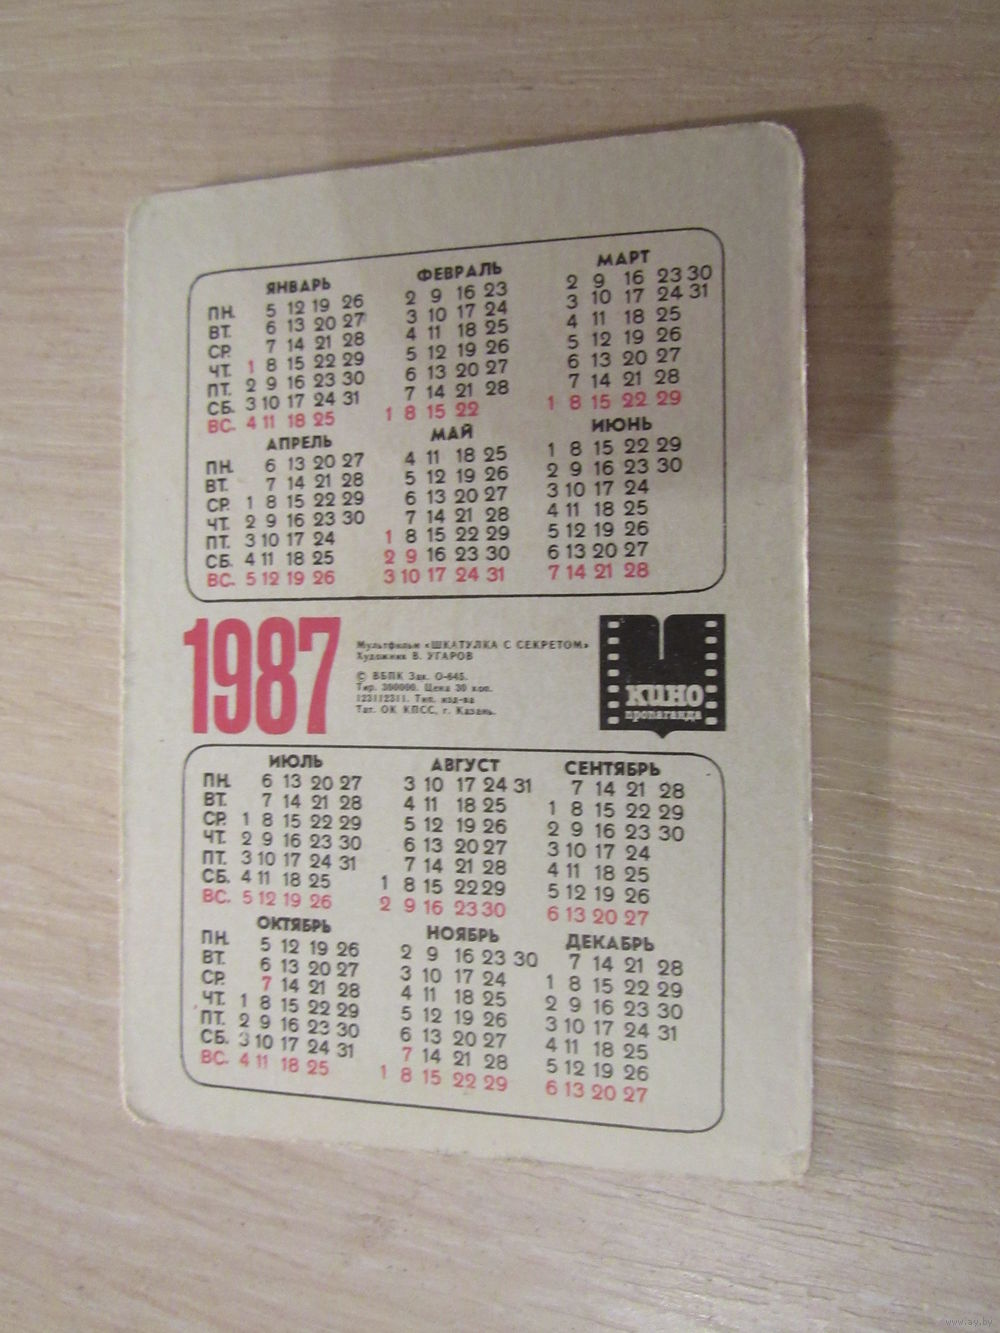 ЯНВАРЬ ФЕВРАЛЬ МАРТ
ПН. 5 12 19 26 2 9 16 23 2 9 16 23 30
ВТ. 6 13 20 27 3 10 17 24 3 10 17 24 31
СР. 7 14 21 28 4 11 18 25 4 11 18 25
ЧТ. 1 8 15 22 29 5 12 19 26 5 12 19 26
ПТ. 2 9 16 23 30 6 13 20 27 6 13 20 27
СБ. 3 10 17 24 31 7 14 21 28 7 14 21 28
ВС. 4 11 18 25 1 8 15 22 1 8 15 22 29
АПРЕЛЬ МАЙ ИЮНЬ
ПН. 6 13 20 27 4 11 18 25 1 8 15 22 29
ВТ. 7 14 21 28 5 12 19 26 2 9 16 23 30
СР. 1 8 15 22 29 6 13 20 27 3 10 17 24
ЧТ. 2 9 16 23 30 7 14 21 28 4 11 18 25
ПТ. 3 10 17 24 1 8 15 22 29 5 12 19 26
СБ. 4 11 18 25 2 9 16 23 30 6 13 20 27
ВС. 5 12 19 26 3 10 17 24 31 7 14 21 28
1987
Мультфильм «ШКАТУЛКА С СЕКРЕТОМ»
Художник В. УГАРОВ
© ВБПК Зак. О-645.
Тир. 300000. Цена 30 коп.
123112311. Тип. изд-ва
Тат. ОК КПСС, г. Казань.
КИНО
пропаганда
ИЮЛЬ АВГУСТ СЕНТЯБРЬ
ПН. 6 13 20 27 3 10 17 24 31 7 14 21 28
ВТ. 7 14 21 28 4 11 18 25 1 8 15 22 29
СР. 1 8 15 22 29 5 12 19 26 2 9 16 23 30
ЧТ. 2 9 16 23 30 6 13 20 27 3 10 17 24
ПТ. 3 10 17 24 31 7 14 21 28 4 11 18 25
СБ. 4 11 18 25 1 8 15 22 29 5 12 19 26
ВС. 5 12 19 26 2 9 16 23 30 6 13 20 27
ОКТЯБРЬ НОЯБРЬ ДЕКАБРЬ
ПН. 5 12 19 26 2 9 16 23 30 7 14 21 28
ВТ. 6 13 20 27 3 10 17 24 1 8 15 22 29
СР. 7 14 21 28 4 11 18 25 2 9 16 23 30
ЧТ. 1 8 15 22 29 5 12 19 26 3 10 17 24 31
ПТ. 2 9 16 23 30 6 13 20 27 4 11 18 25
СБ. 3 10 17 24 31 7 14 21 28 5 12 19 26
ВС. 4 11 18 25 1 8 15 22 29 6 13 20 27
www.ay.by